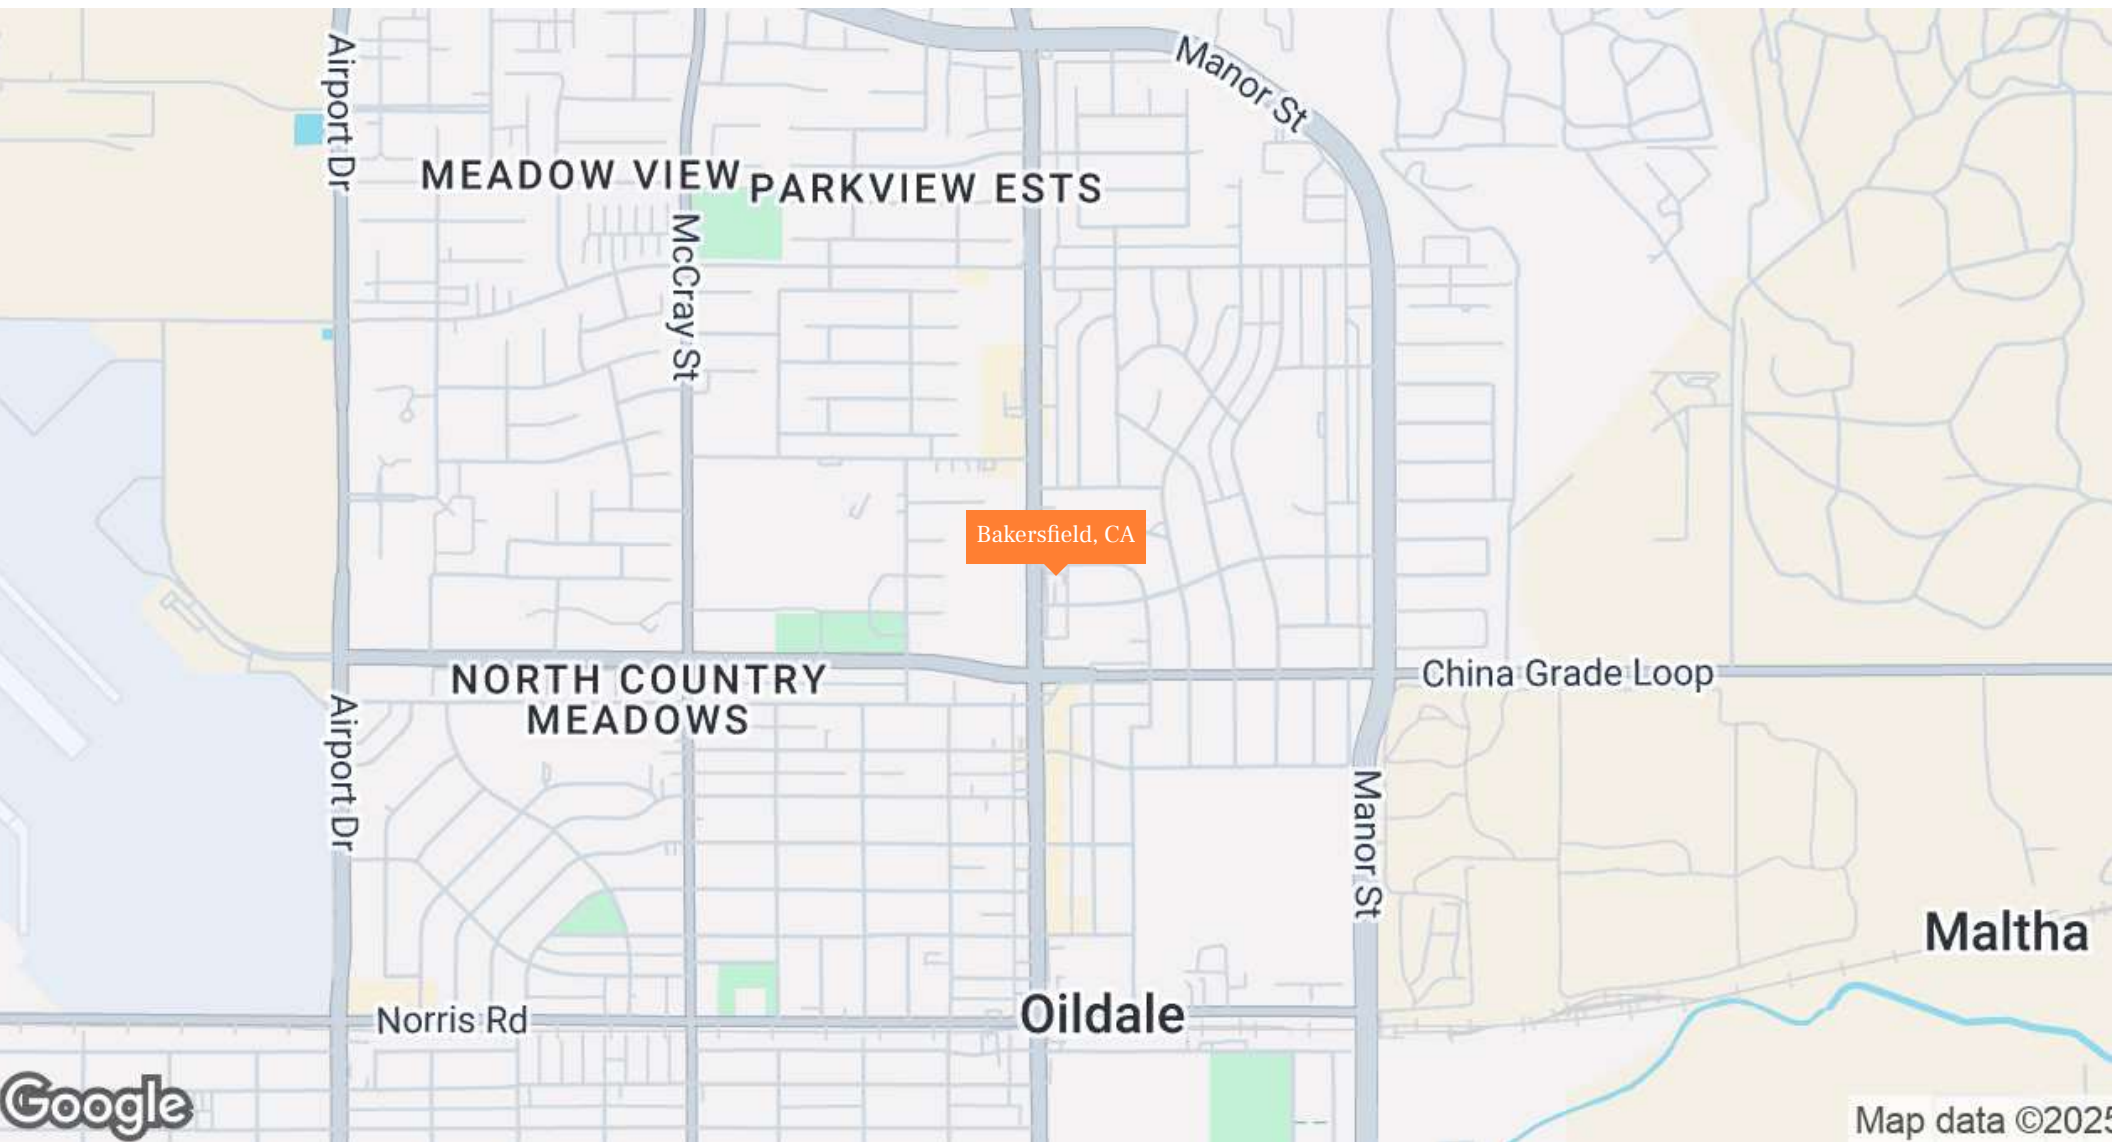 Airport Dr
Manor St
MEADOW VIEW
PARKVIEW ESTS
McCray St
Bakersfield, CA
NORTH COUNTRY
MEADOWS
China Grade Loop
Airport Dr
Manor St
Maltha
Norris Rd
Oildale
Google
Map data ©2025